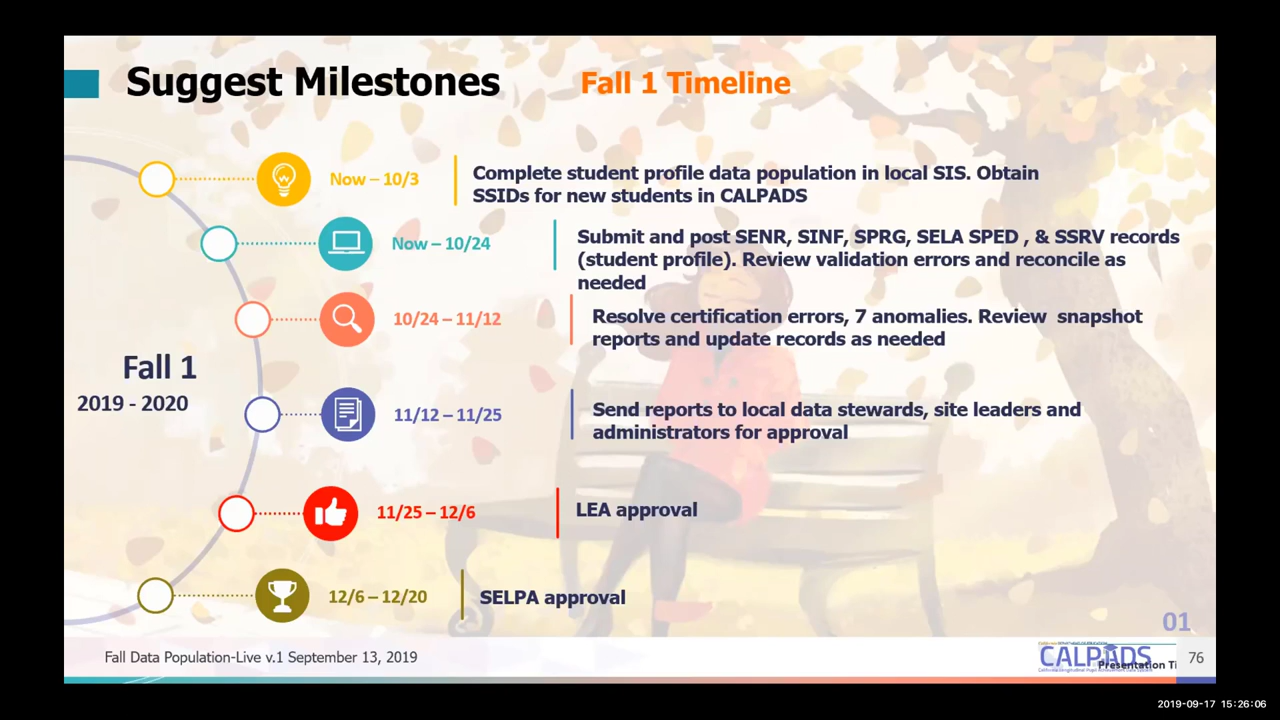 Suggest Milestones
Fall 1 Timeline
Now – 10/3
Complete student profile data population in local SIS. Obtain
SSIDs for new students in CALPADS
Now – 10/24
Submit and post SENR, SINF, SPRG, SELA SPED , & SSRV records
(student profile). Review validation errors and reconcile as
needed
10/24 – 11/12
Resolve certification errors, 7 anomalies. Review snapshot
reports and update records as needed
Fall 1
2019 - 2020
11/12 – 11/25
Send reports to local data stewards, site leaders and
administrators for approval
11/25 – 12/6
LEA approval
12/6 – 12/20
SELPA approval
01
Fall Data Population-Live v.1 September 13, 2019
CALPADS
Presentation Ti
76
2019-09-17 15:26:06